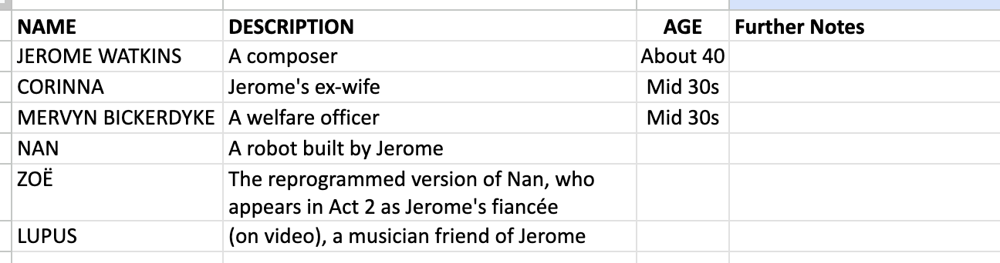 NAME DESCRIPTION AGE Further Notes
JEROME WATKINS A composer About 40
CORINNA Jerome's ex-wife Mid 30s
MERVYN BICKERDYKE A welfare officer Mid 30s
NAN A robot built by Jerome
ZOË The reprogrammed version of Nan, who
appears in Act 2 as Jerome's fiancée
LUPUS (on video), a musician friend of Jerome